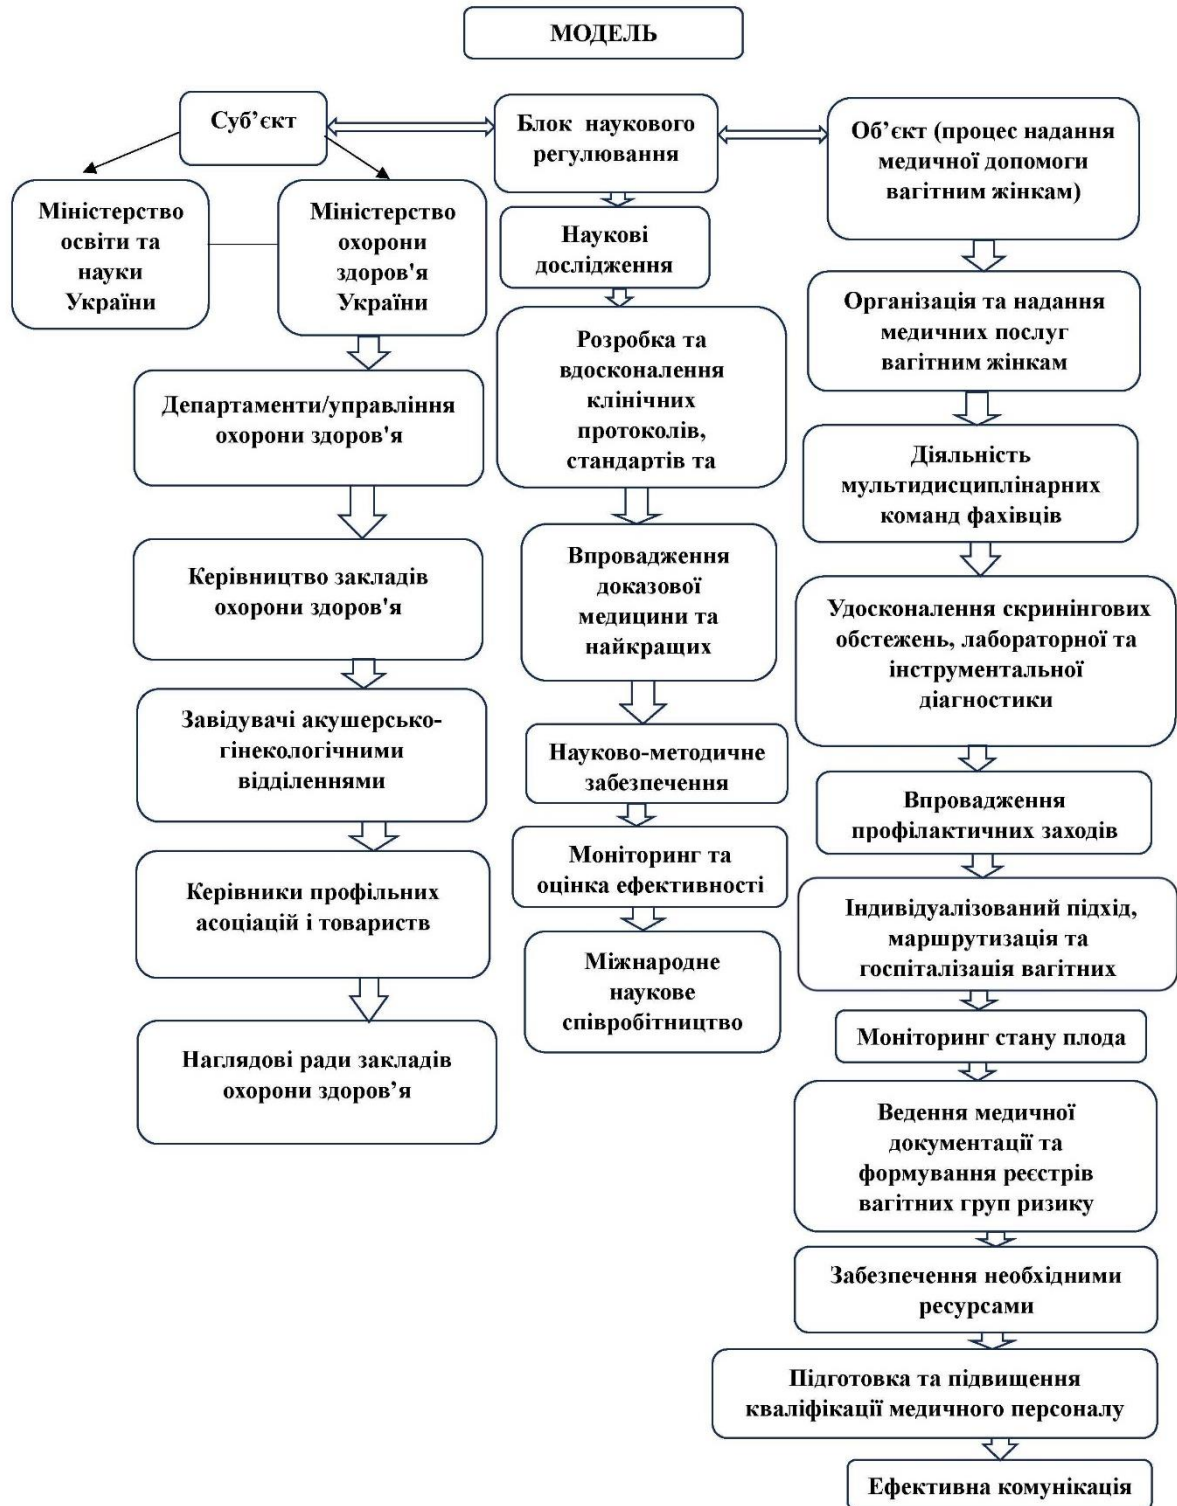 МОДЕЛЬ
Суб’єкт
Міністерство
освіти та
науки
України
Міністерство
охорони
здоров'я
України
Департаменти/управління
охорони здоров'я
Керівництво закладів
охорони здоров'я
Завідувачі акушерсько-
гінекологічними
відділеннями
Керівники профільних
асоціацій і товариств
Наглядові ради закладів
охорони здоров’я
Блок наукового
регулювання
Наукові
дослідження
Розробка та
вдосконалення
клінічних
протоколів,
стандартів та
Впровадження
доказової
медицини та
найкращих
Науково-методичне
забезпечення
Моніторинг та
оцінка ефективності
Міжнародне
наукове
співробітництво
Об’єкт (процес надання
медичної допомоги
вагітним жінкам)
Організація та надання
медичних послуг
вагітним жінкам
Діяльність
мультидисциплінарних
команд фахівців
Удосконалення скринінгових
обстежень, лабораторної та
інструментальної
діагностики
Впровадження
профілактичних заходів
Індивідуалізований підхід,
маршрутизація та
госпіталізація вагітних
Моніторинг стану плода
Ведення медичної
документації та
формування реєстрів
вагітних груп ризику
Забезпечення необхідними
ресурсами
Підготовка та підвищення
кваліфікації медичного персоналу
Ефективна комунікація